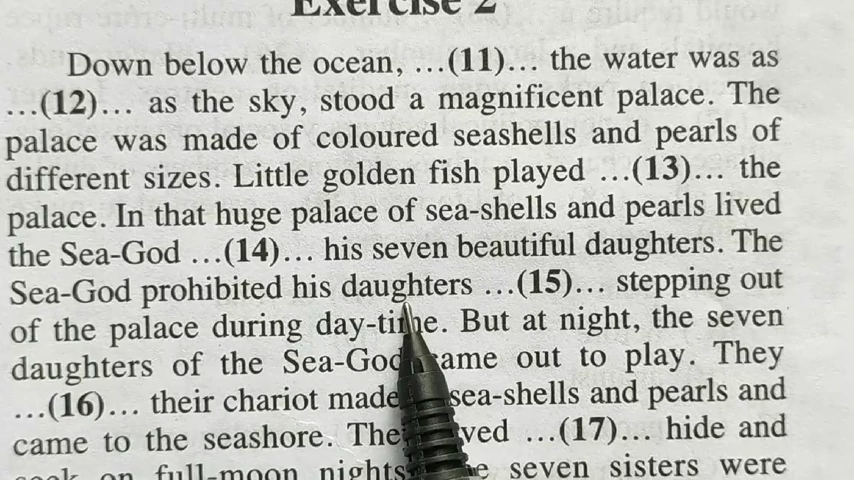 Exercise 2
Down below the ocean, ...(11)... the water was as
...(12)... as the sky, stood a magnificent palace. The
palace was made of coloured seashells and pearls of
different sizes. Little golden fish played ...(13)... the
palace. In that huge palace of sea-shells and pearls lived
the Sea-God ...(14)... his seven beautiful daughters. The
Sea-God prohibited his daughters ...(15)... stepping out
of the palace during day-time. But at night, the seven
daughters of the Sea-God came out to play. They
...(16)... their chariot made sea-shells and pearls and
came to the seashore. ...(17)... hide and
seek on full-moon nights. seven sisters were